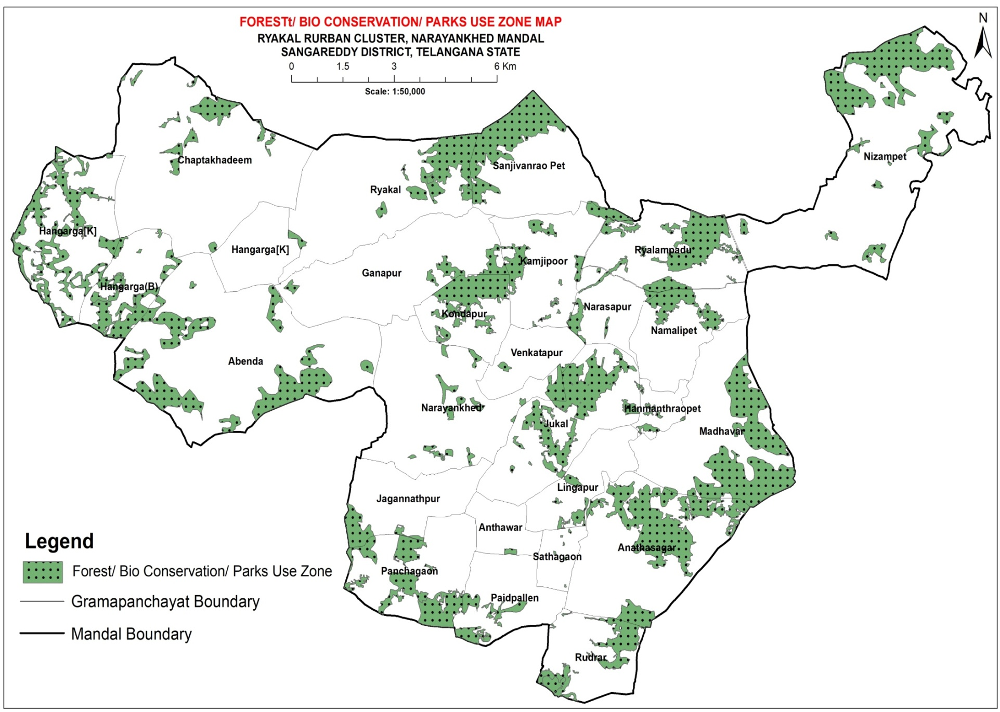 FORESTt/ BIO CONSERVATION/ PARKS USE ZONE MAP
RYAKAL RURBAN CLUSTER, NARAYANKHED MANDAL
SANGAREDDY DISTRICT, TELANGANA STATE
0 1.5 3 6 Km
Scale: 1:50,000
N
Nizampet
Chaptakhadeem
Sanjivanrao Pet
Ryakal
Hangarga[K]
Hangarga[K]
Ryalampadu
Kamjipoor
Ganapur
Hangarga(B)
Narasapur
Kondapur
Namalipet
Venkatapur
Abenda
Narayankhed
Hanmanthraopet
Jukal
Madhavar
Lingapur
Jagannathpur
Anthawar
Anathasagar
Sathagaon
Panchagaon
Paidpallen
Rudrar
Legend
Forest/ Bio Conservation/ Parks Use Zone
Gramapanchayat Boundary
Mandal Boundary